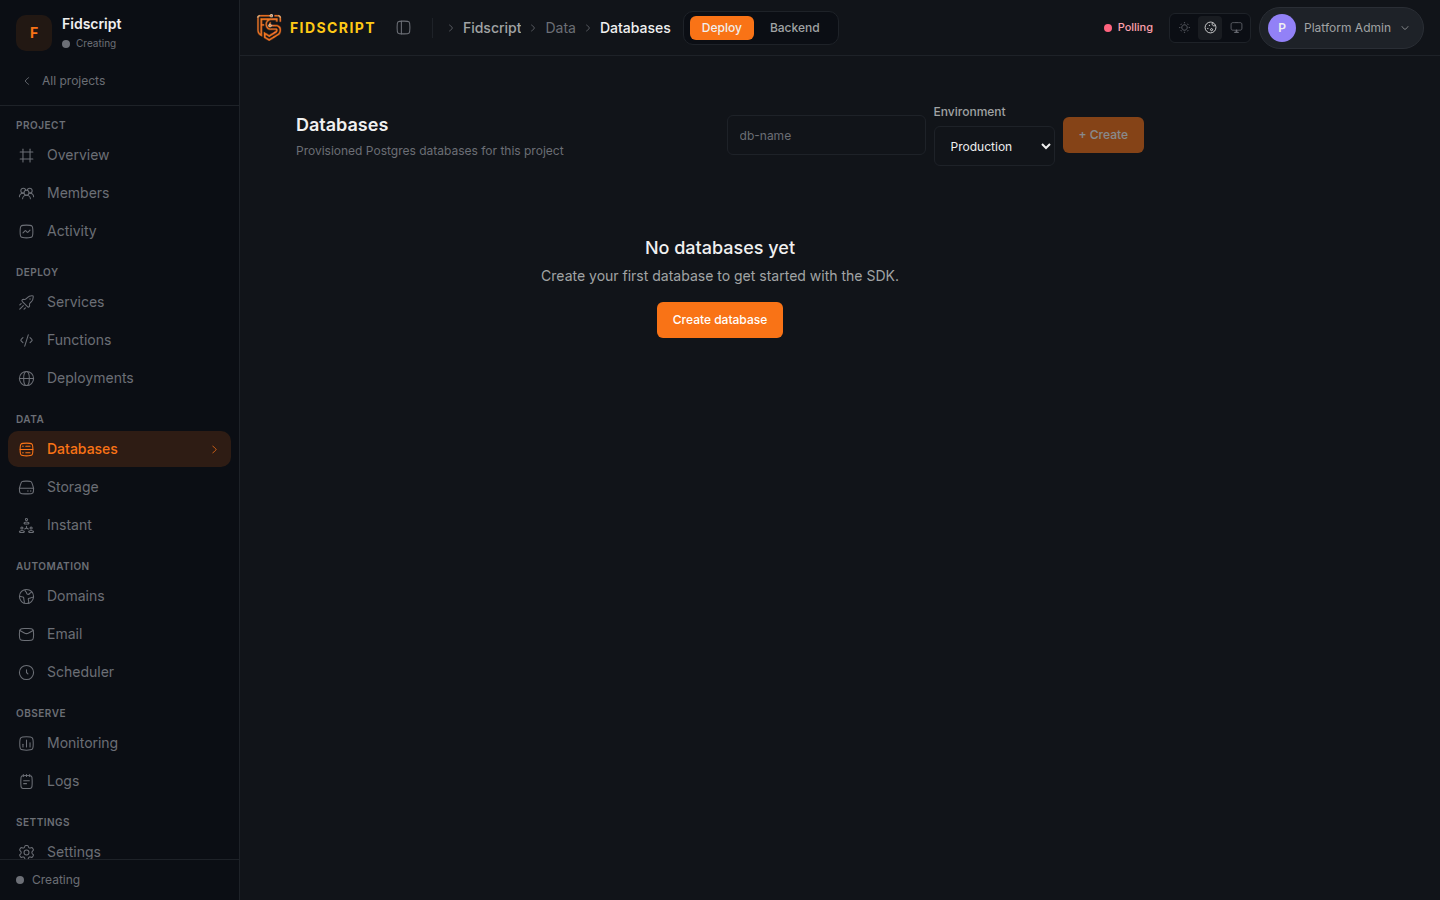 F
Fidscript
Creating
All projects
PROJECT
Overview
Members
Activity
DEPLOY
Services
Functions
Deployments
DATA
Databases
Storage
Instant
AUTOMATION
Domains
Email
Scheduler
OBSERVE
Monitoring
Logs
SETTINGS
Settings
Creating
FIDSCRIPT
Fidscript
Data
Databases
Deploy
Backend
Polling
P
Platform Admin
Databases
Provisioned Postgres databases for this project
db-name
Environment
Production
+ Create
No databases yet
Create your first database to get started with the SDK.
Create database